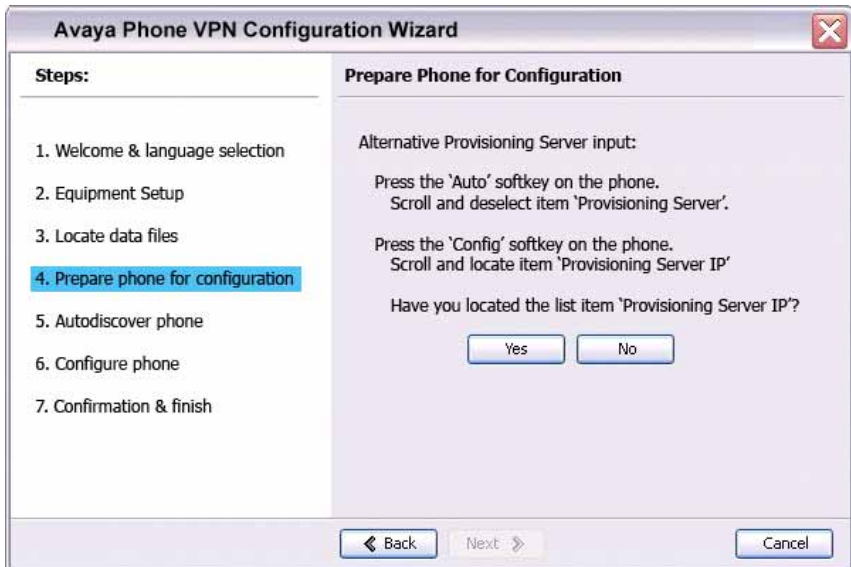 Avaya Phone VPN Configuration Wizard
Steps:
1. Welcome & language selection
2. Equipment Setup
3. Locate data files
4. Prepare phone for configuration
5. Autodiscover phone
6. Configure phone
7. Confirmation & finish
Prepare Phone for Configuration
Alternative Provisioning Server input:
Press the ‘Auto’ softkey on the phone.
Scroll and deselect item ‘Provisioning Server’.
Press the ‘Config’ softkey on the phone.
Scroll and locate item ‘Provisioning Server IP’
Have you located the list item ‘Provisioning Server IP’?
Yes
No
Back
Next
Cancel